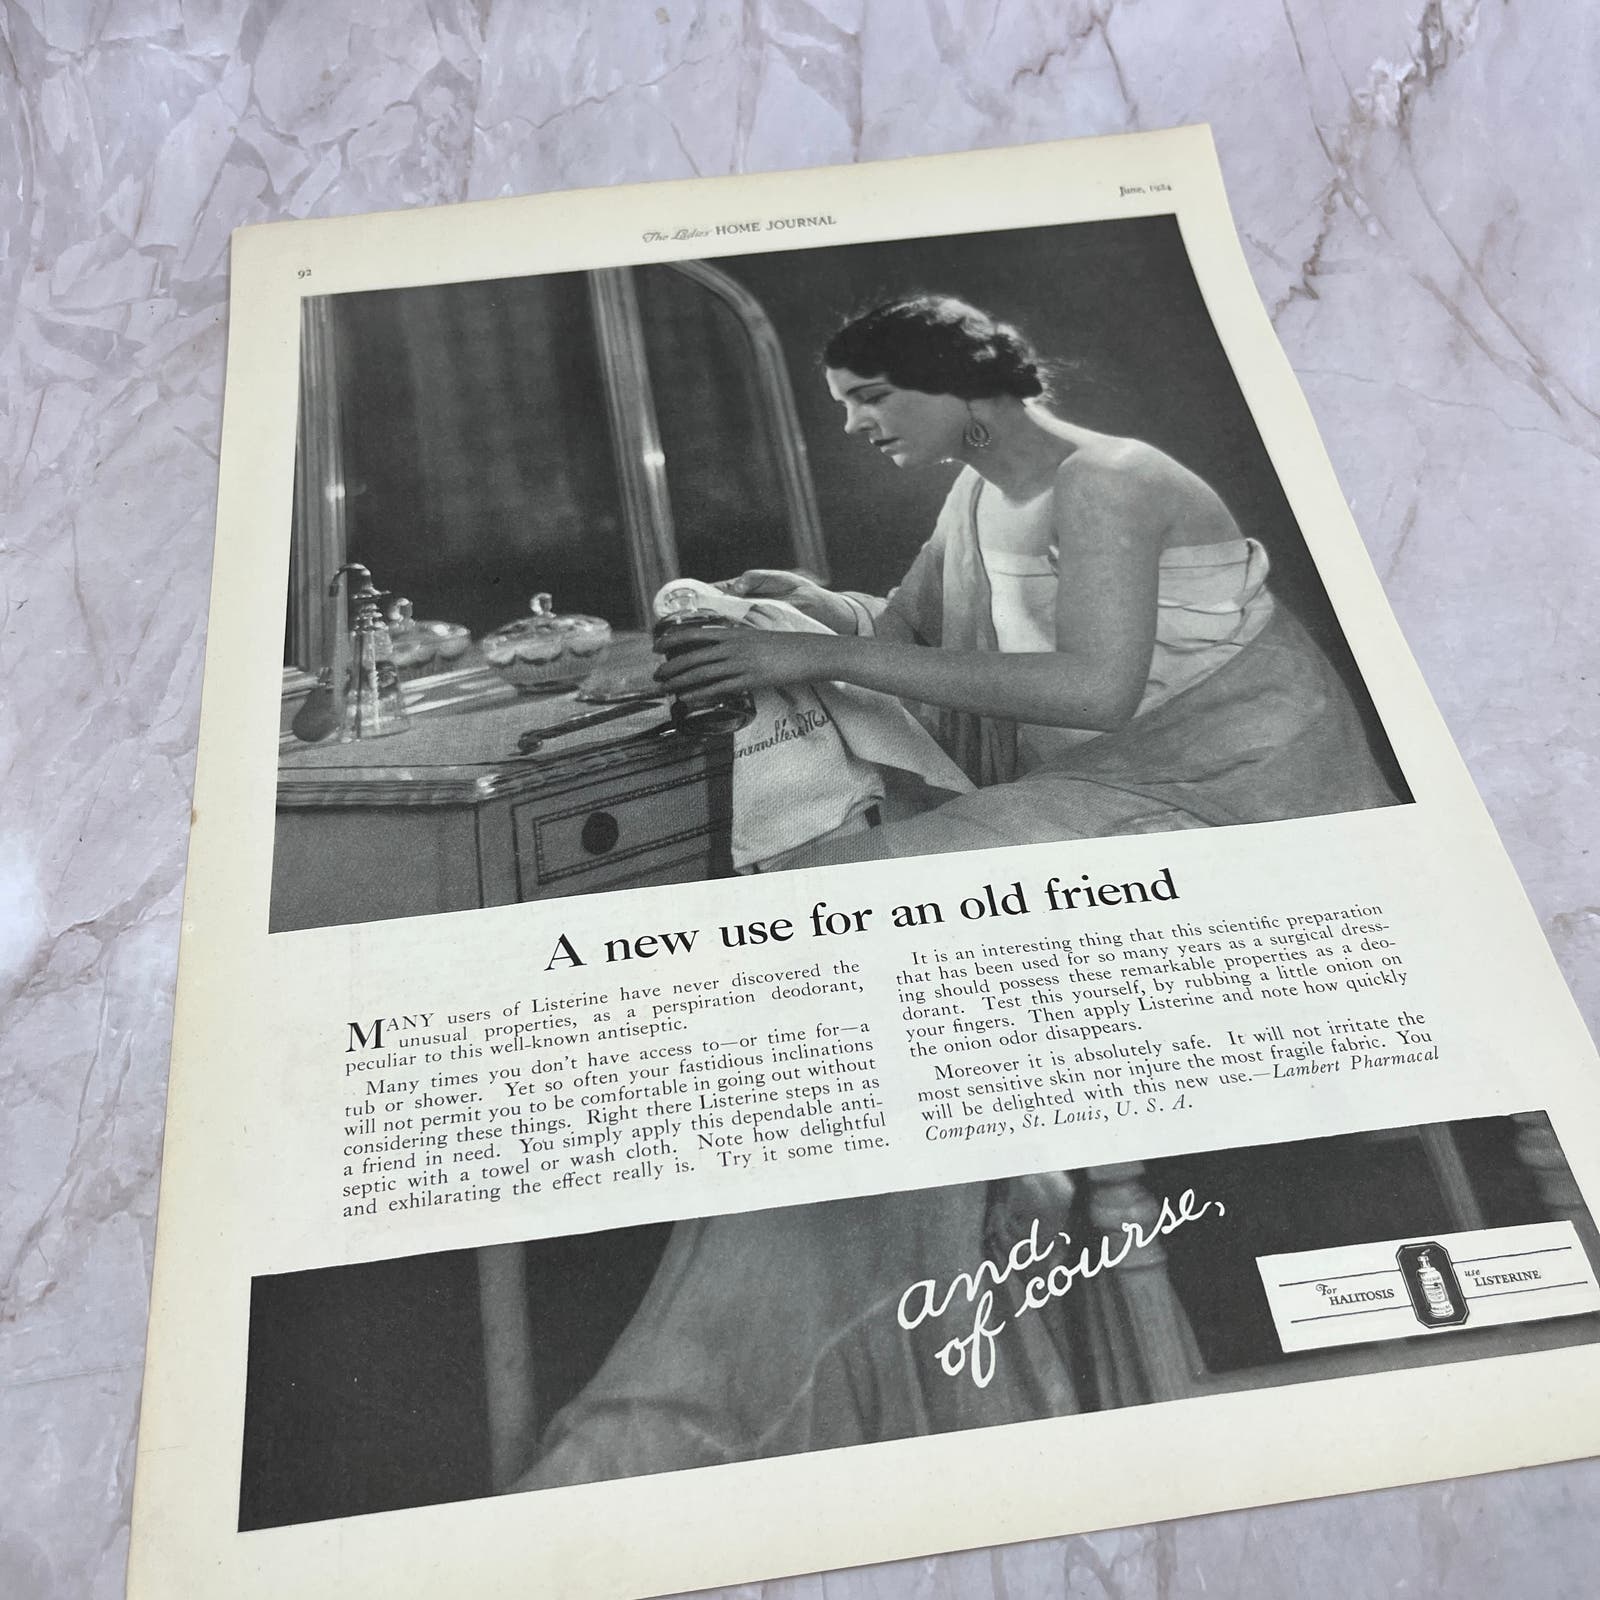 92
The Ladies' HOME JOURNAL
June, 1924
A new use for an old friend
MANY users of Listerine have never discovered the
unusual properties, as a perspiration deodorant,
peculiar to this well-known antiseptic.
Many times you don't have access to—or time for—a
tub or shower. Yet so often your fastidious inclinations
will not permit you to be comfortable in going out without
considering these things. Right there Listerine steps in as
a friend in need. You simply apply this dependable anti-
septic with a towel or wash cloth. Note how delightful
and exhilarating the effect really is. Try it some time.
It is an interesting thing that this scientific preparation
that has been used for so many years as a surgical dress-
ing should possess these remarkable properties as a deo-
dorant. Test this yourself, by rubbing a little onion on
your fingers. Then apply Listerine and note how quickly
the onion odor disappears.
Moreover it is absolutely safe. It will not irritate the
most sensitive skin nor injure the most fragile fabric. You
will be delighted with this new use.—Lambert Pharmacal
Company, St. Louis, U. S. A.
and,
of course,
For
HALITOSIS
use
LISTERINE